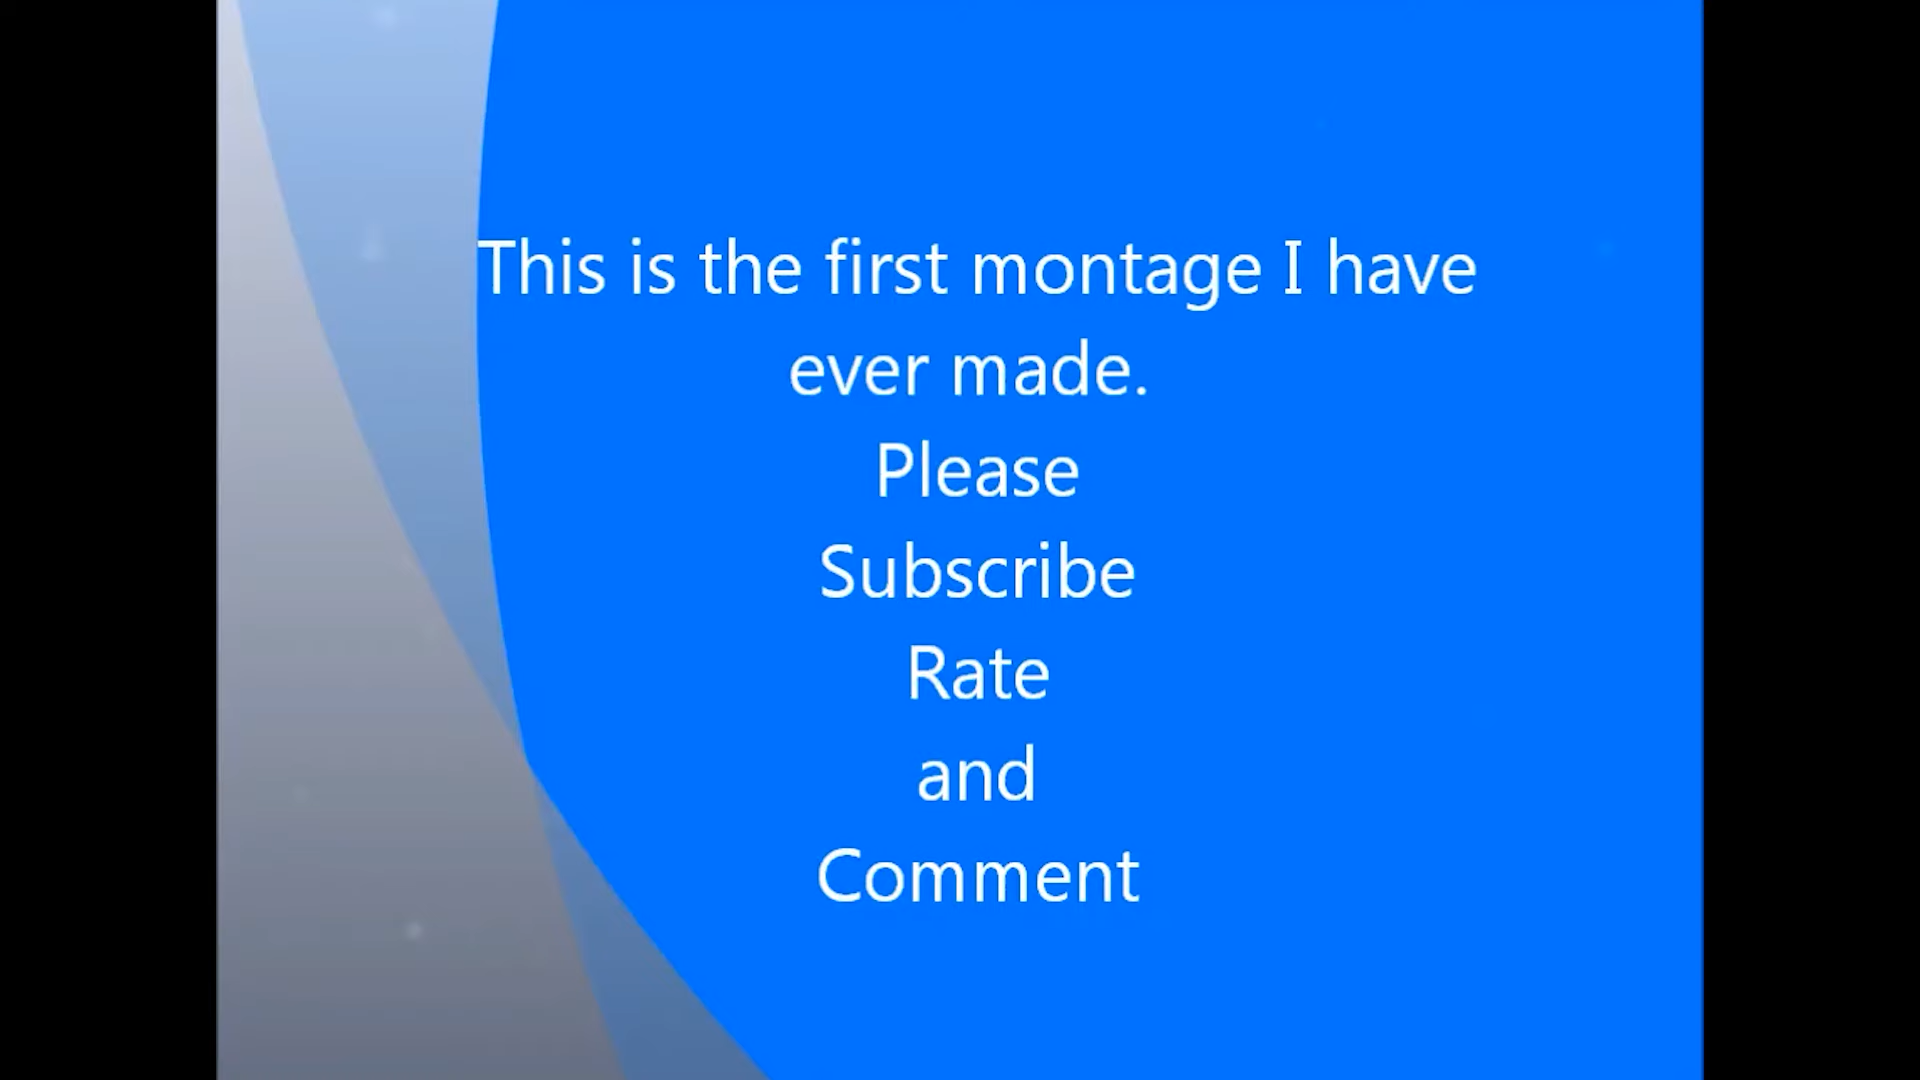 This is the first montage I have
ever made.
Please
Subscribe
Rate
and
Comment